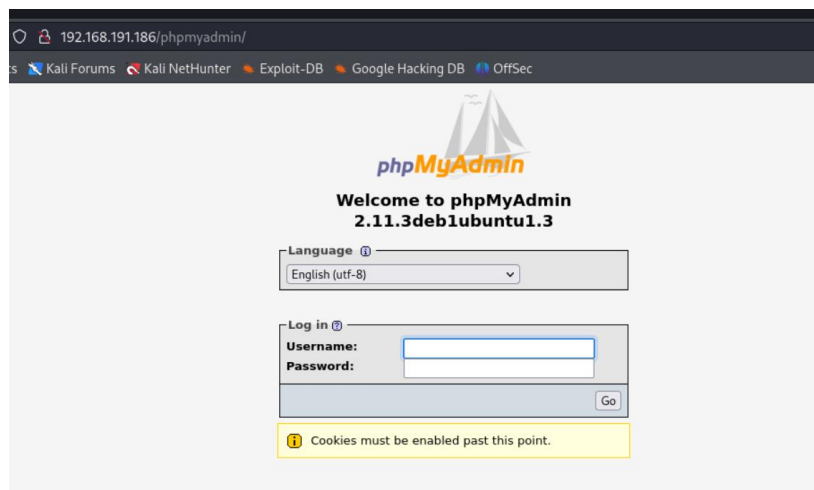 192.168.191.186/phpmyadmin/
s Kali Forums Kali NetHunter Exploit-DB Google Hacking DB OffSec
phpMyAdmin
Welcome to phpMyAdmin
2.11.3deb1ubuntu1.3
Language
English (utf-8)
Log in
Username:
Password:
Go
Cookies must be enabled past this point.